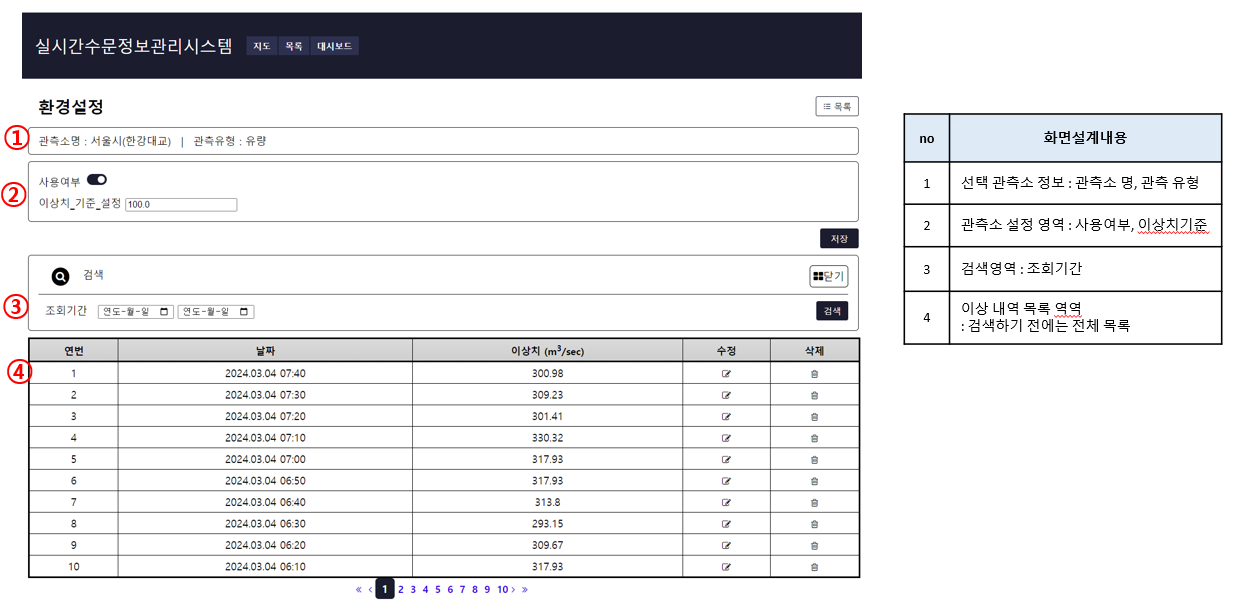 실시간수문정보관리시스템 지도 목록 대시보드
환경설정 목록
① 관측소명 : 서울시(한강대교) | 관측유형 : 유량
② 사용여부
이상치_기준_설정 100.0
저장
검색 닫기
③ 조회기간 연도-월-일 연도-월-일 검색
연번 날짜 이상치 (m³/sec) 수정 삭제
④ 1 2024.03.04 07:40 300.98
2 2024.03.04 07:30 309.23
3 2024.03.04 07:20 301.41
4 2024.03.04 07:10 330.32
5 2024.03.04 07:00 317.93
6 2024.03.04 06:50 317.93
7 2024.03.04 06:40 313.8
8 2024.03.04 06:30 293.15
9 2024.03.04 06:20 309.67
10 2024.03.04 06:10 317.93
« ‹ 1 2 3 4 5 6 7 8 9 10 › »
no 화면설계내용
1 선택 관측소 정보 : 관측소 명, 관측 유형
2 관측소 설정 영역 : 사용여부, 이상치기준
3 검색영역 : 조회기간
4 이상 내역 목록 역역
: 검색하기 전에는 전체 목록